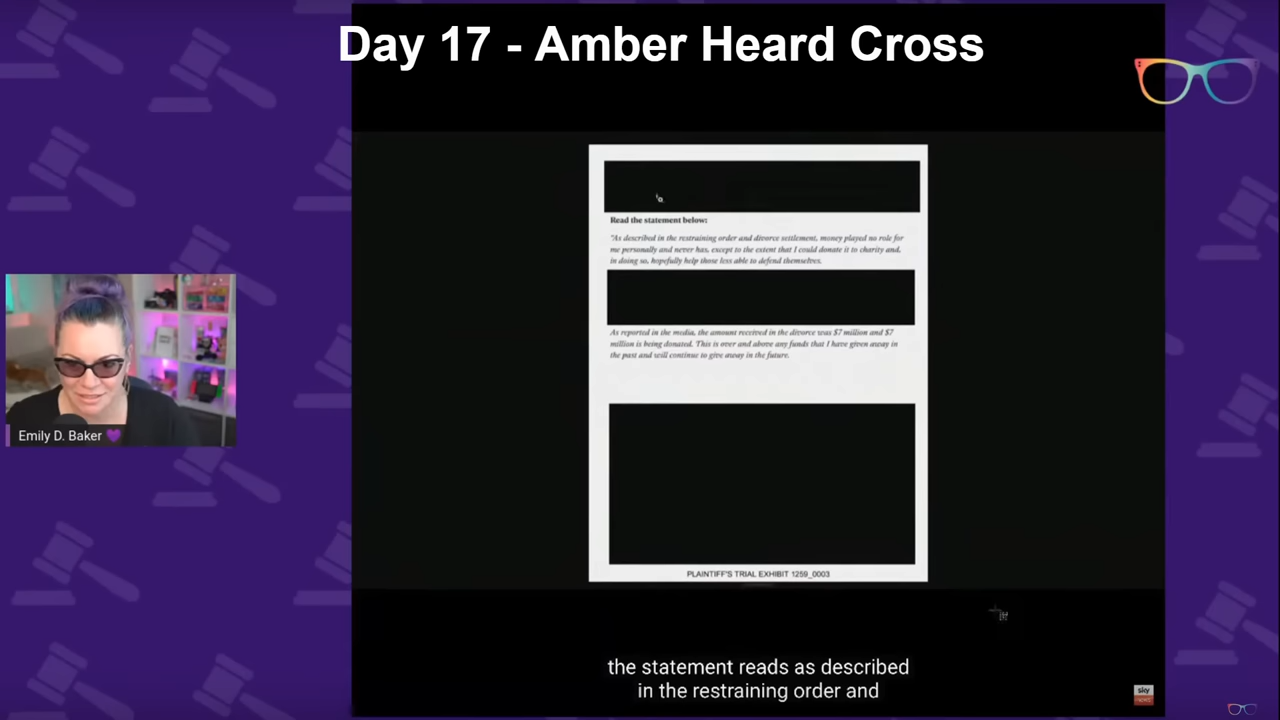 Day 17 - Amber Heard Cross
Read the statement below:
"As described in the restraining order and divorce settlement, money played no role for
me personally and never has, except to the extent that I could donate it to charity and,
in doing so, hopefully help those less able to defend themselves.
As reported in the media, the amount received in the divorce was $7 million and $7
million is being donated. This is over and above any funds that I have given away in
the past and will continue to give away in the future.
Emily D. Baker 💜
PLAINTIFF'S TRIAL EXHIBIT 1259_0003
the statement reads as described
in the restraining order and
sky